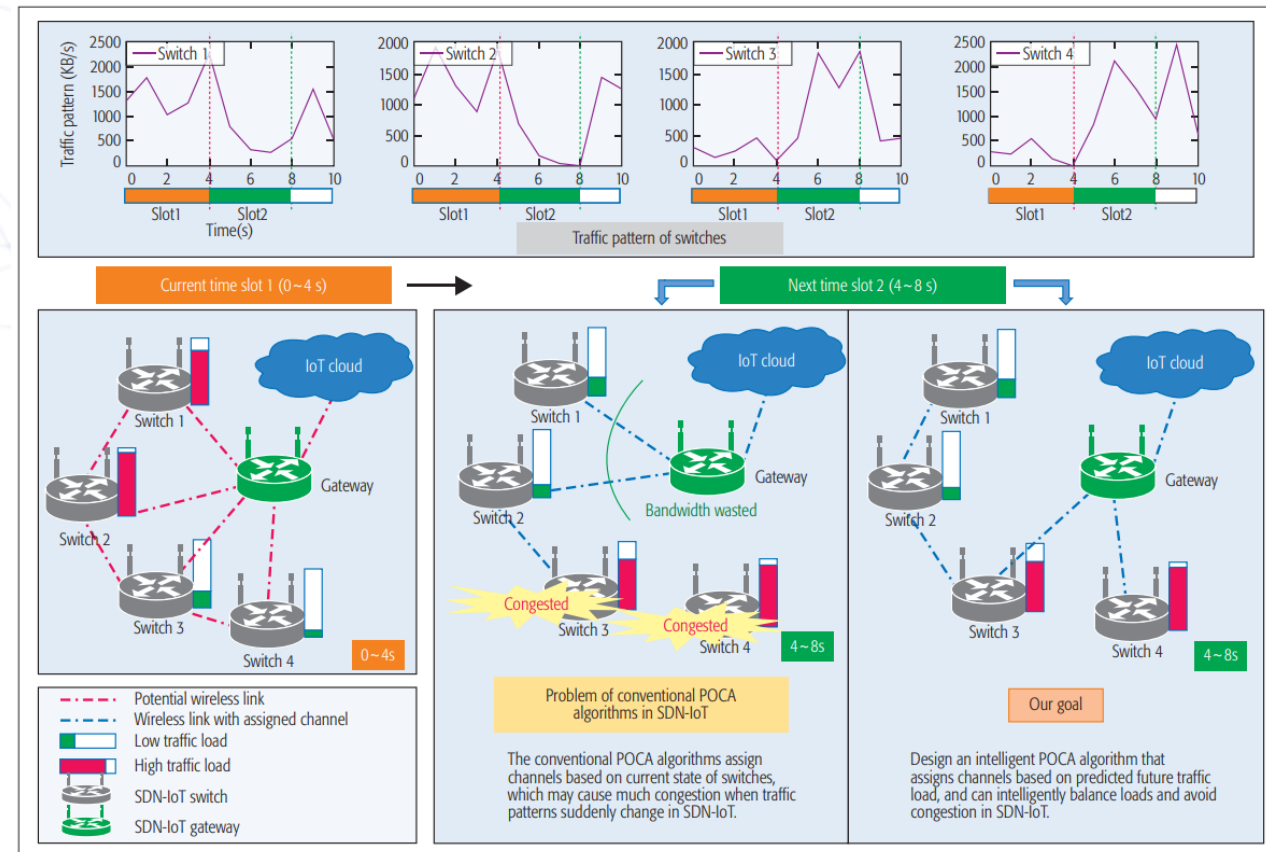 Traffic pattern (KB/s)
2500
2000
1500
1000
500
0
Switch 1
0 2 4 6 8 10
Slot1 Slot2
Time(s)
2000
1500
1000
500
0
Switch 2
0 2 4 6 8 10
Slot1 Slot2
2000
1500
1000
500
0
Switch 3
0 2 4 6 8 10
Slot1 Slot2
2500
2000
1500
1000
500
0
Switch 4
0 2 4 6 8 10
Slot1 Slot2
Traffic pattern of switches
Current time slot 1 (0~4 s)
Next time slot 2 (4~8 s)
IoT cloud
Switch 1
Gateway
Switch 2
Switch 3
Switch 4
0~4s
IoT cloud
Switch 1
Gateway
Switch 2
Bandwidth wasted
Congested
Switch 3
Congested
Switch 4
4~8s
Problem of conventional POCA
algorithms in SDN-IoT
The conventional POCA algorithms assign
channels based on current state of switches,
which may cause much congestion when traffic
patterns suddenly change in SDN-IoT.
IoT cloud
Switch 1
Gateway
Switch 2
Switch 3
Switch 4
4~8s
Our goal
Design an intelligent POCA algorithm that
assigns channels based on predicted future traffic
load, and can intelligently balance loads and avoid
congestion in SDN-IoT.
Potential wireless link
Wireless link with assigned channel
Low traffic load
High traffic load
SDN-IoT switch
SDN-IoT gateway